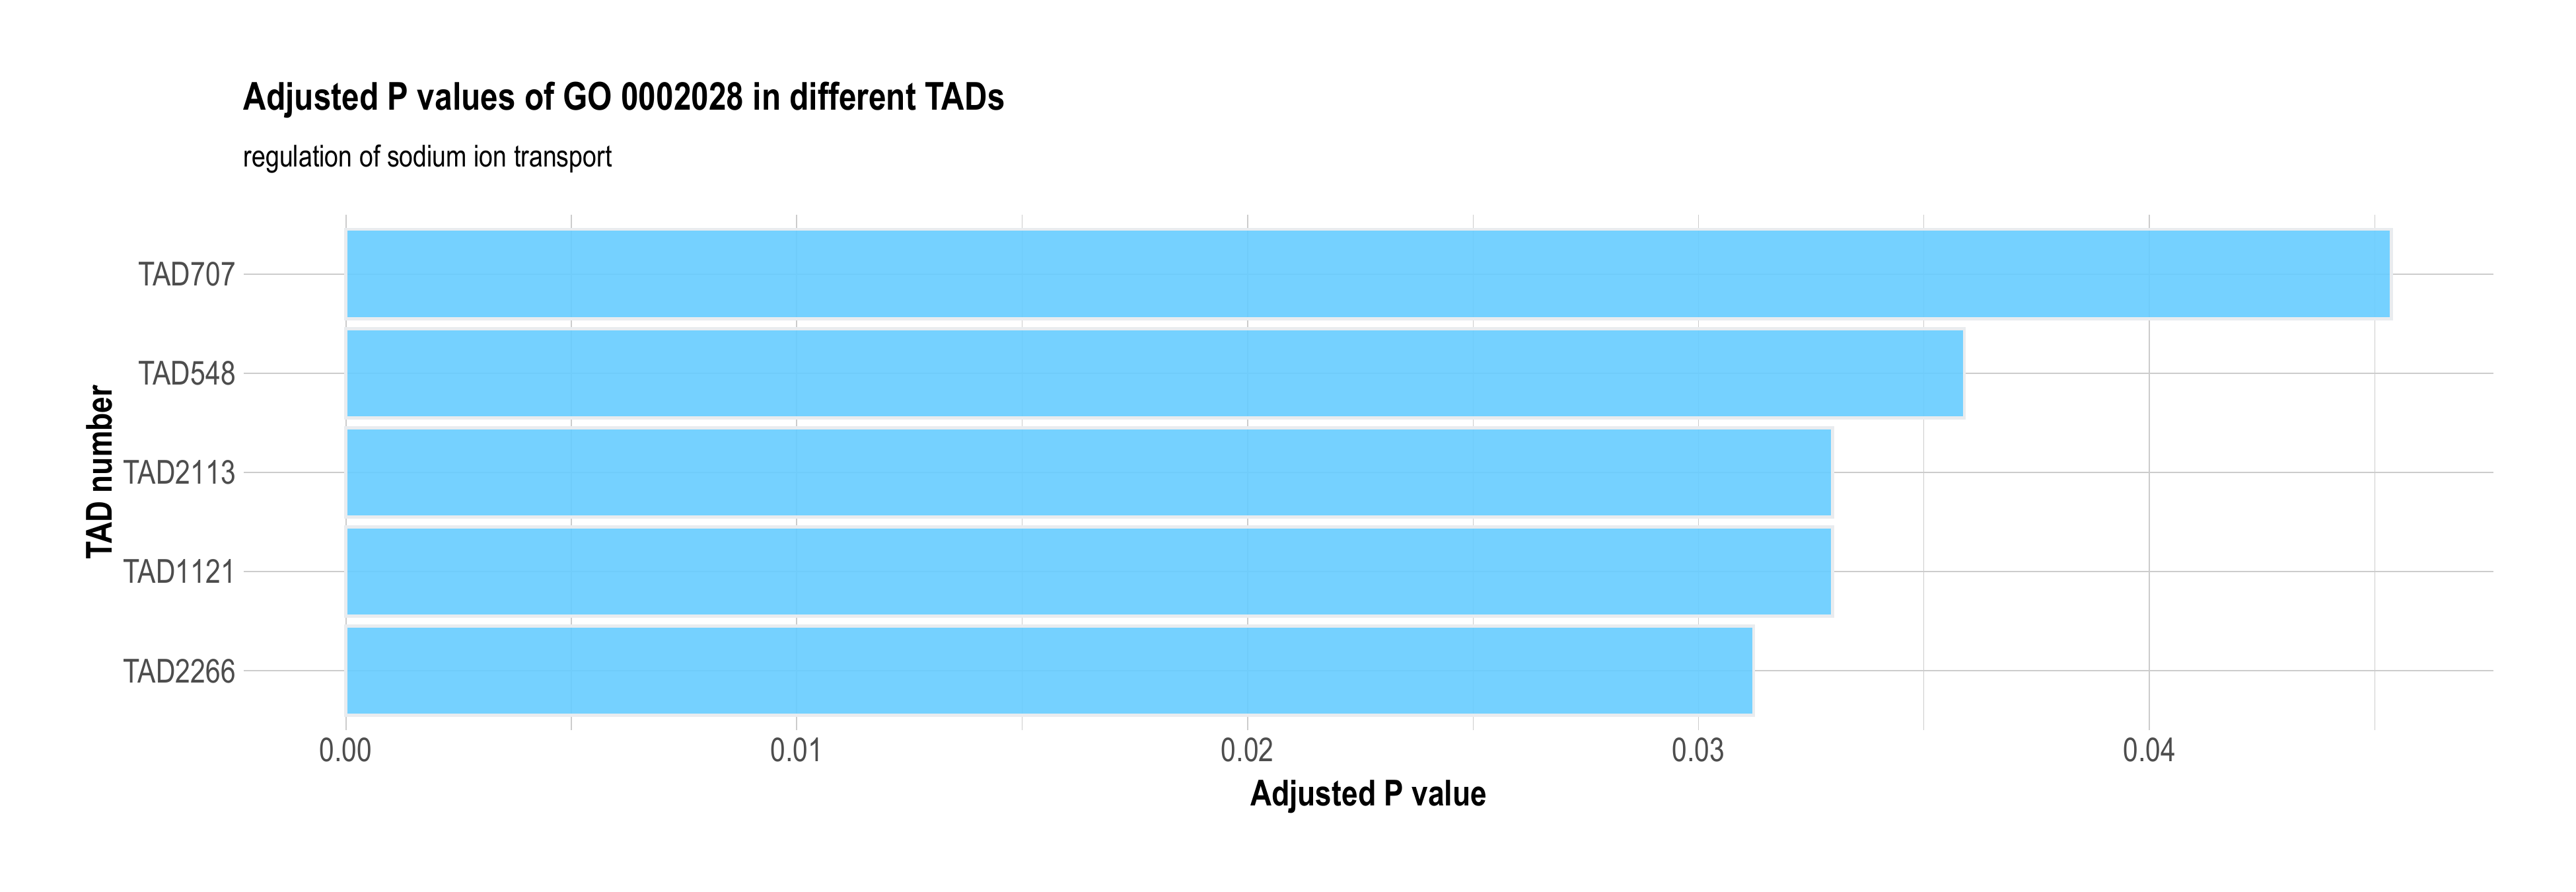 Adjusted P values of GO 0002028 in different TADs
regulation of sodium ion transport
TAD number
TAD707
TAD548
TAD2113
TAD1121
TAD2266
0.00 0.01 0.02 0.03 0.04
Adjusted P value